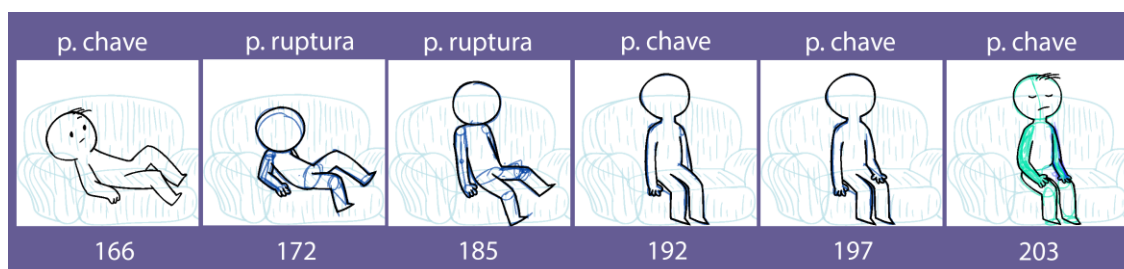 p. chave p. ruptura p. ruptura p. chave p. chave p. chave
166 172 185 192 197 203